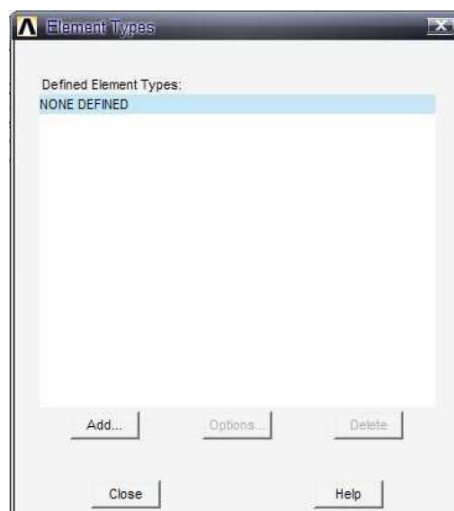 Element Types
Defined Element Types:
NONE DEFINED
Add... Options... Delete
Close Help